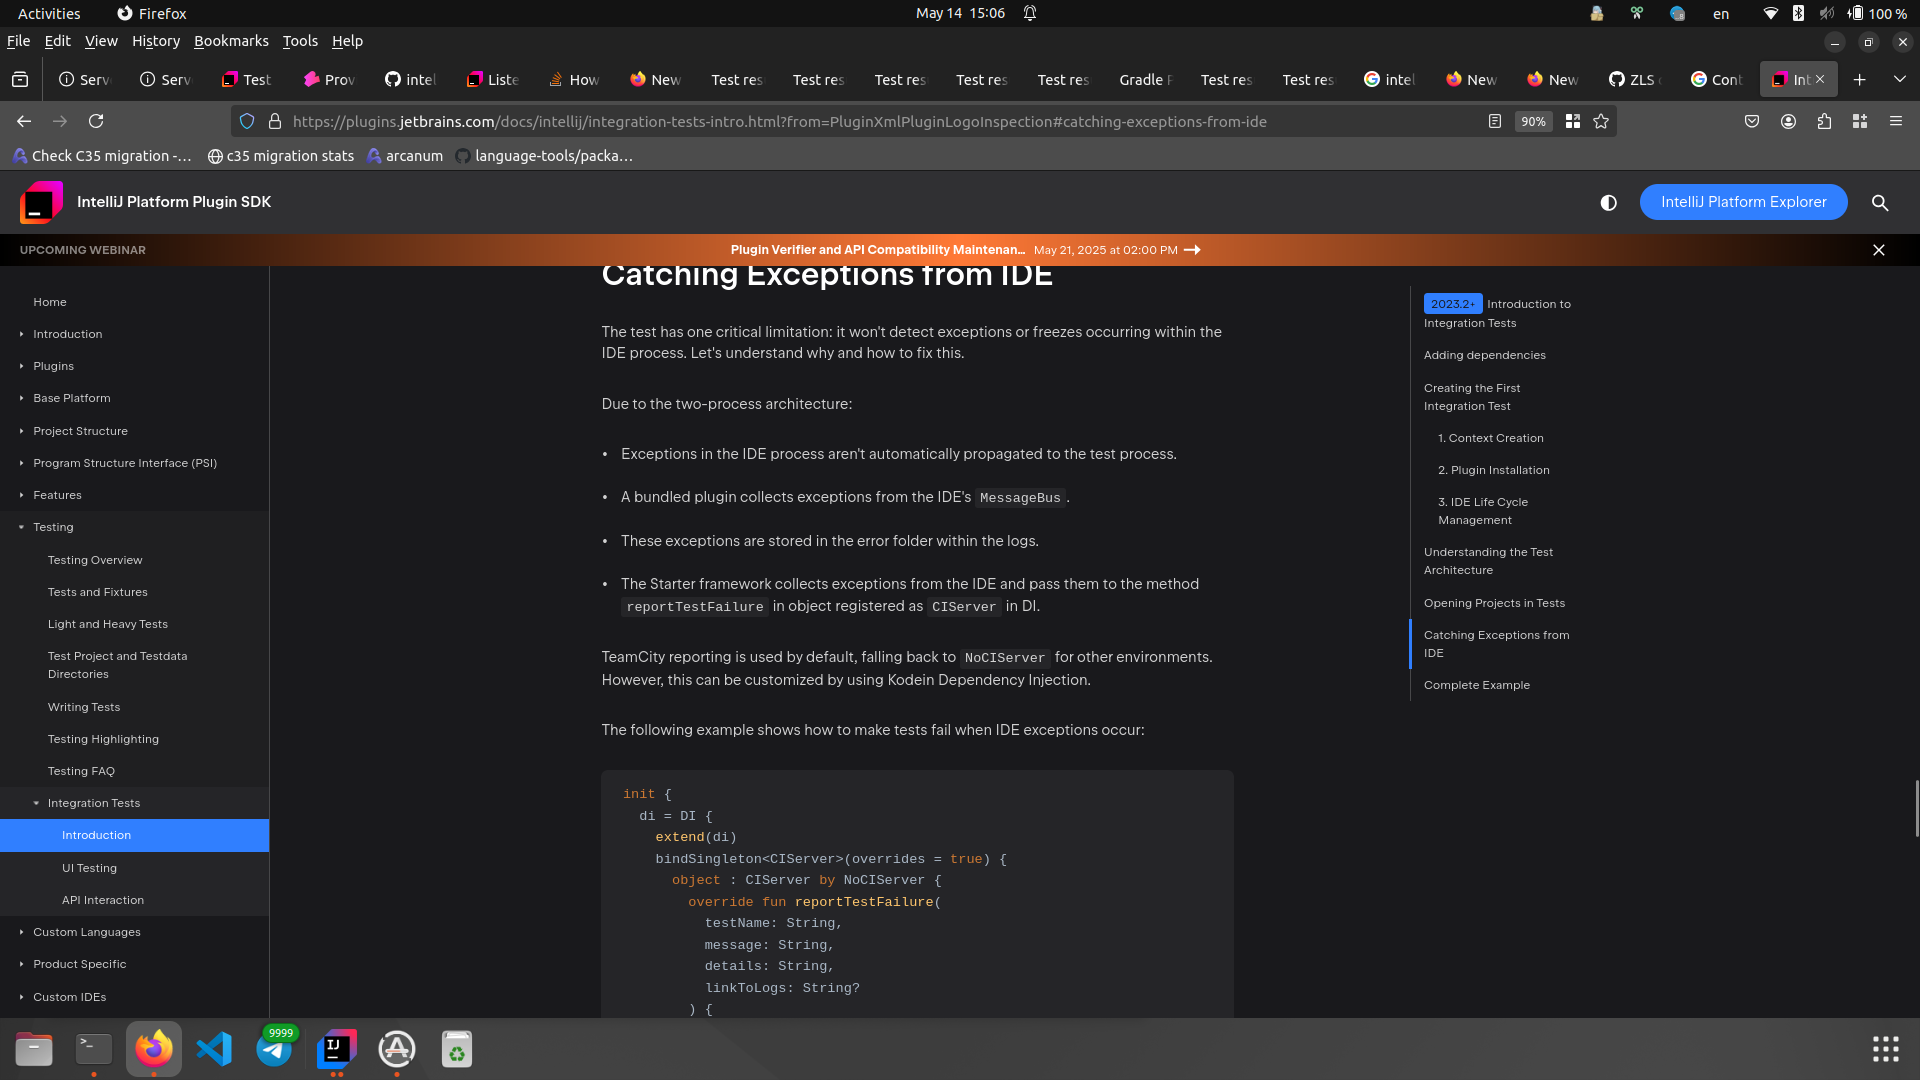 Activities
Firefox
May 14 15:06
en
100 %
File Edit View History Bookmarks Tools Help
Serv
Serv
Test
Prov
intel
Liste
How
New
Test res
Test res
Test res
Test res
Test res
Gradle
Test res
Test res
intel
New
New
ZLS
Cont
Int
https://plugins.jetbrains.com/docs/intellij/integration-tests-intro.html?from=PluginXmlPluginLogoInspection#catching-exceptions-from-ide
90%
Check C35 migration -...
c35 migration stats
arcanum
language-tools/packa...
IntelliJ Platform Plugin SDK
IntelliJ Platform Explorer
UPCOMING WEBINAR
Plugin Verifier and API Compatibility Maintenan... May 21, 2025 at 02:00 PM
Home
Introduction
Plugins
Base Platform
Project Structure
Program Structure Interface (PSI)
Features
Testing
Testing Overview
Tests and Fixtures
Light and Heavy Tests
Test Project and Testdata
Directories
Writing Tests
Testing Highlighting
Testing FAQ
Integration Tests
Introduction
UI Testing
API Interaction
Custom Languages
Product Specific
Custom IDEs
Catching Exceptions from IDE
The test has one critical limitation: it won't detect exceptions or freezes occurring within the
IDE process. Let's understand why and how to fix this.
Due to the two-process architecture:
• Exceptions in the IDE process aren't automatically propagated to the test process.
• A bundled plugin collects exceptions from the IDE's MessageBus.
• These exceptions are stored in the error folder within the logs.
• The Starter framework collects exceptions from the IDE and pass them to the method
reportTestFailure in object registered as CIServer in DI.
TeamCity reporting is used by default, falling back to NoCIServer for other environments.
However, this can be customized by using Kodein Dependency Injection.
The following example shows how to make tests fail when IDE exceptions occur:
init {
di = DI {
extend(di)
bindSingleton<CIServer>(overrides = true) {
object : CIServer by NoCIServer {
override fun reportTestFailure(
testName: String,
message: String,
details: String,
linkToLogs: String?
) {
2023.2+ Introduction to
Integration Tests
Adding dependencies
Creating the First
Integration Test
1. Context Creation
2. Plugin Installation
3. IDE Life Cycle
Management
Understanding the Test
Architecture
Opening Projects in Tests
Catching Exceptions from
IDE
Complete Example
9999
IJ